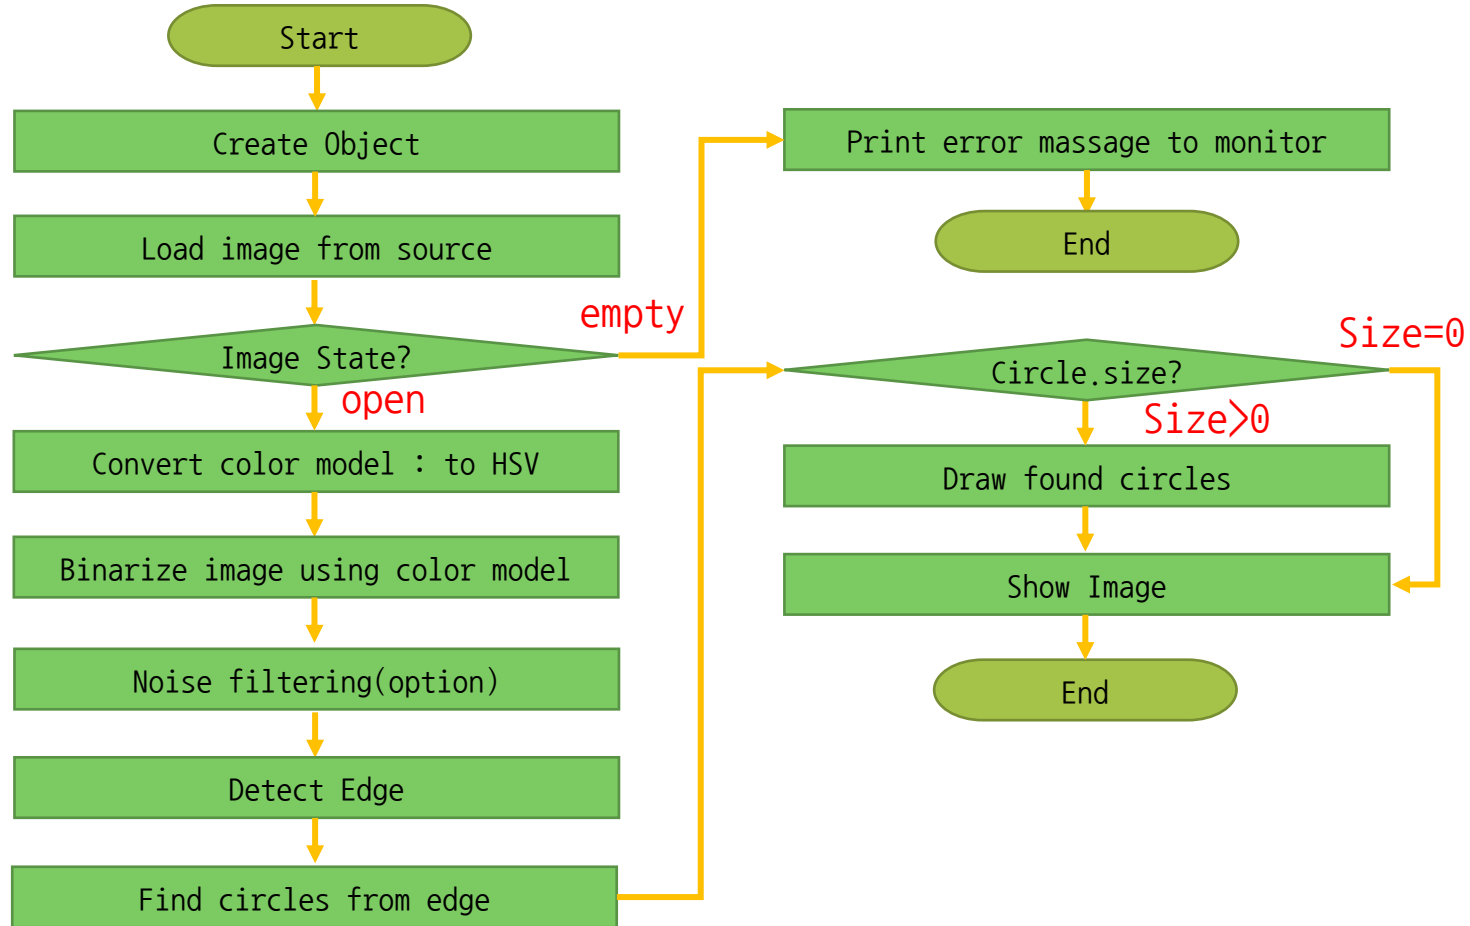 Start
Create Object
Load image from source
Image State?
empty
open
Convert color model : to HSV
Binarize image using color model
Noise filtering(option)
Detect Edge
Find circles from edge
Print error massage to monitor
End
Circle.size?
Size=0
Size>0
Draw found circles
Show Image
End